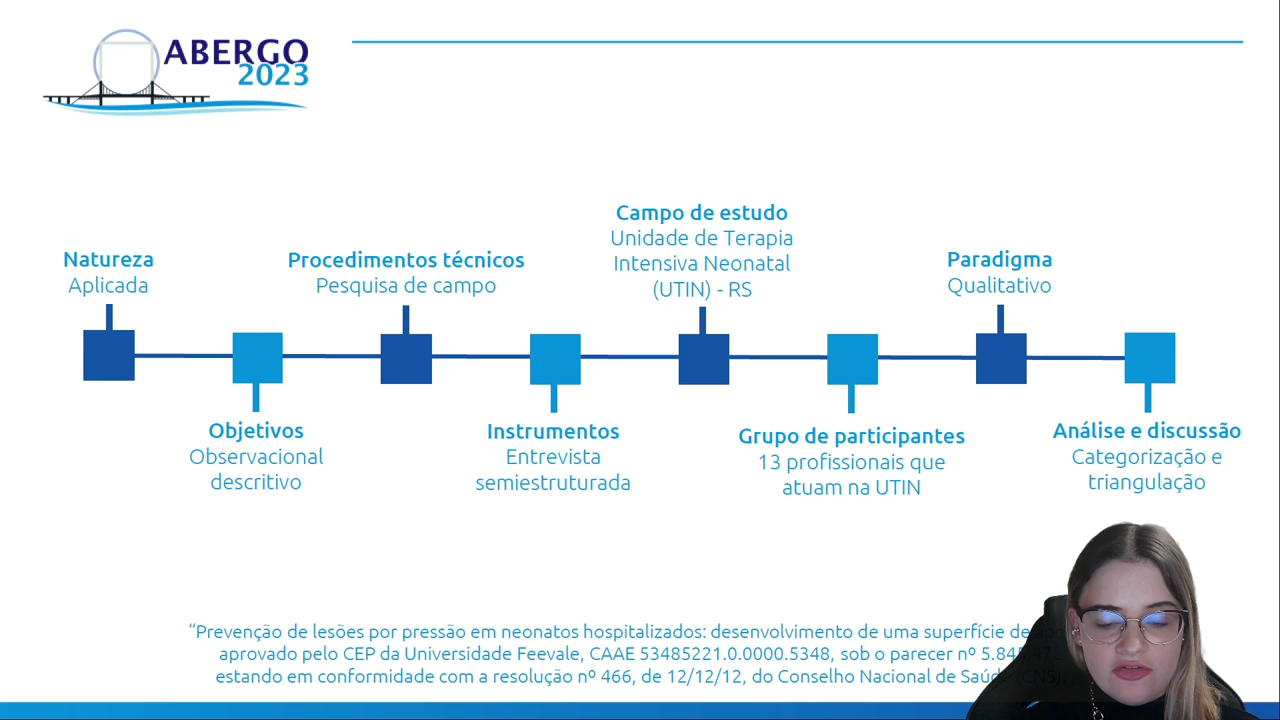 ABERGO
2023
Natureza
Aplicada
Objetivos
Observacional
descritivo
Procedimentos técnicos
Pesquisa de campo
Instrumentos
Entrevista
semiestruturada
Campo de estudo
Unidade de Terapia
Intensiva Neonatal
(UTIN) - RS
Grupo de participantes
13 profissionais que
atuam na UTIN
Paradigma
Qualitativo
Análise e discussão
Categorização e
triangulação
“Prevenção de lesões por pressão em neonatos hospitalizados: desenvolvimento de uma superfície de
aprovado pelo CEP da Universidade Feevale, CAAE 53485221.0.0000.5348, sob o parecer nº
estando em conformidade com a resolução nº 466, de 12/12/12, do Conselho Nacional de Saúde (CNS)